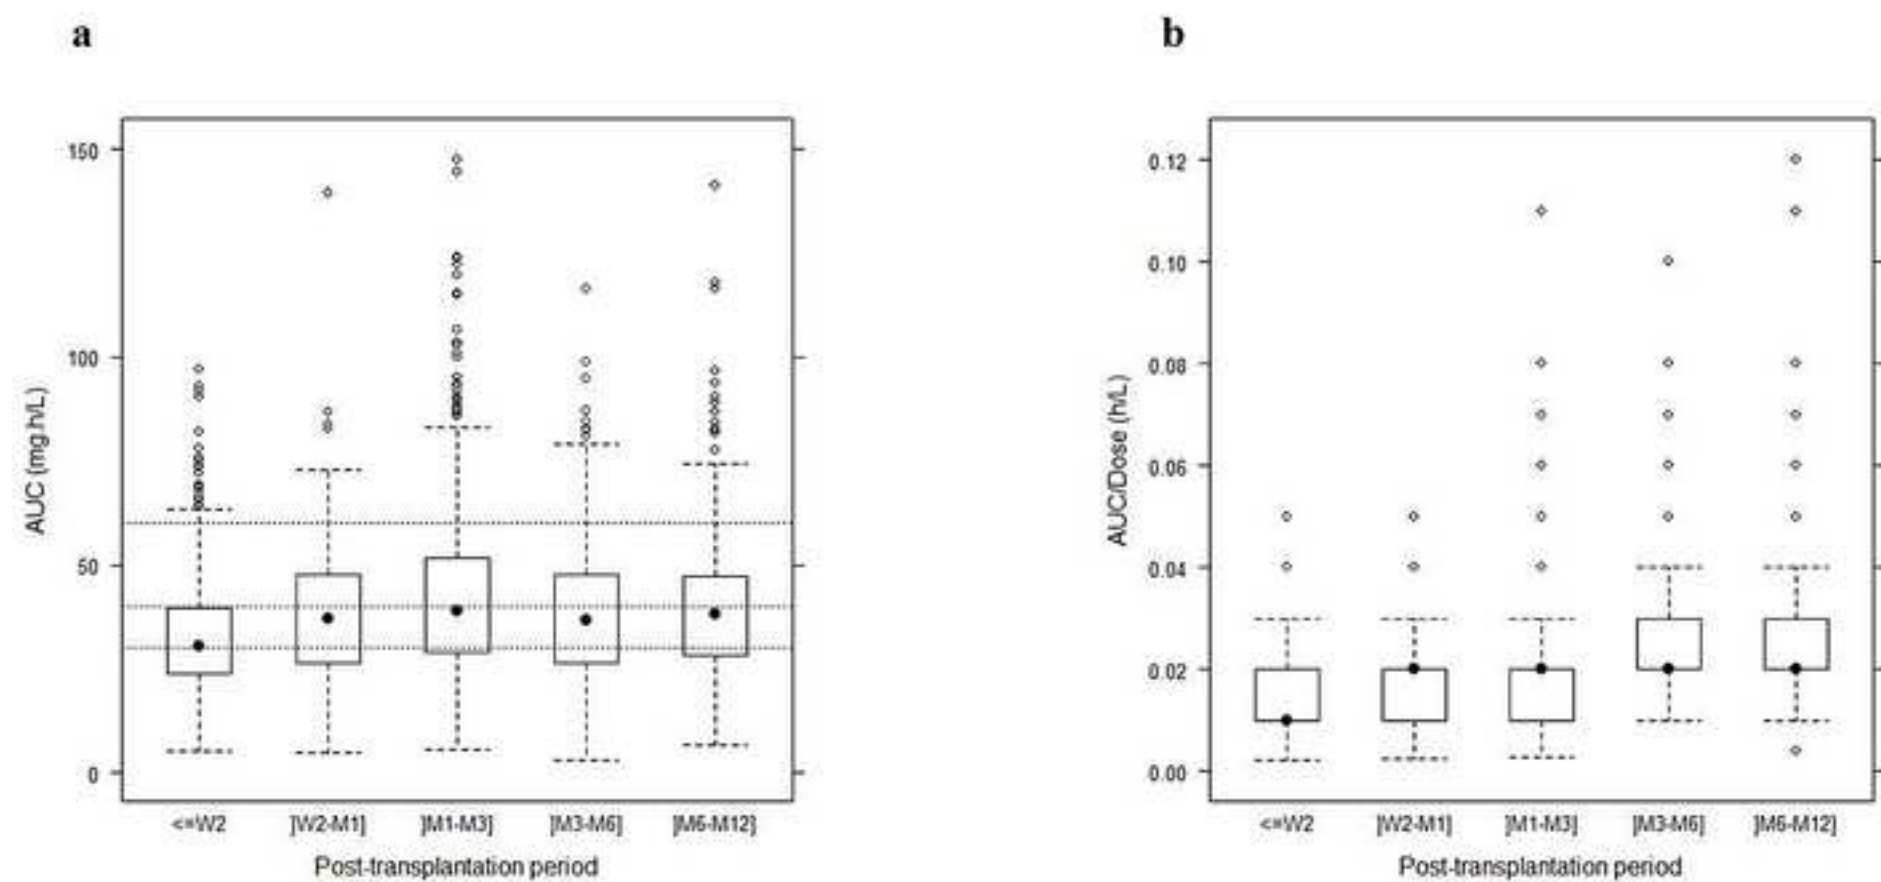 a
b
150
100
50
0
AUC (mg.h/L)
<=W2 ]W2-M1] ]M1-M3] ]M3-M6] ]M6-M12]
Post-transplantation period
0.12
0.10
0.08
0.06
0.04
0.02
0.00
AUC/Dose (h/L)
<=W2 ]W2-M1] ]M1-M3] ]M3-M6] ]M6-M12]
Post-transplantation period